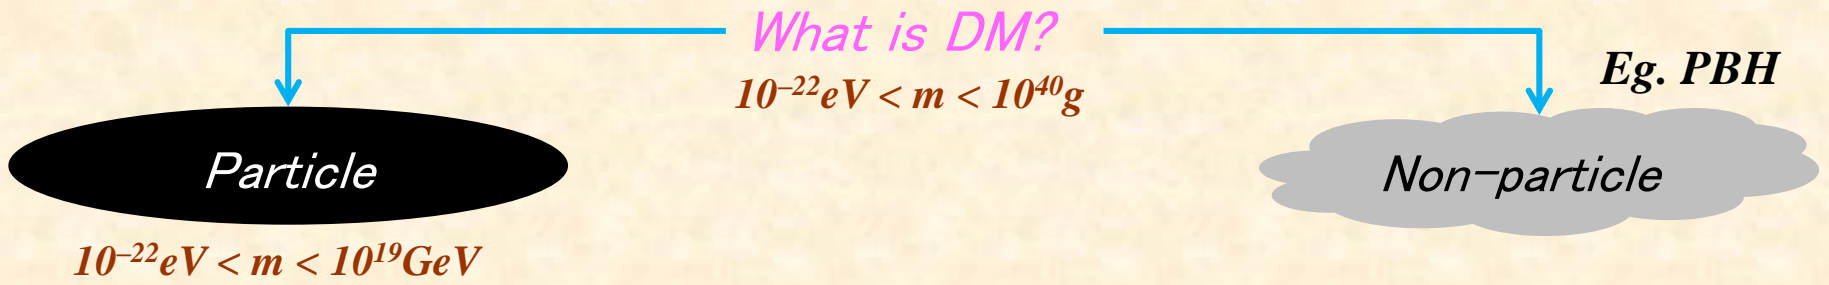 What is DM?
10⁻²²eV < m < 10⁴⁰g
Eg. PBH
Particle
Non-particle
10⁻²²eV < m < 10¹⁹GeV